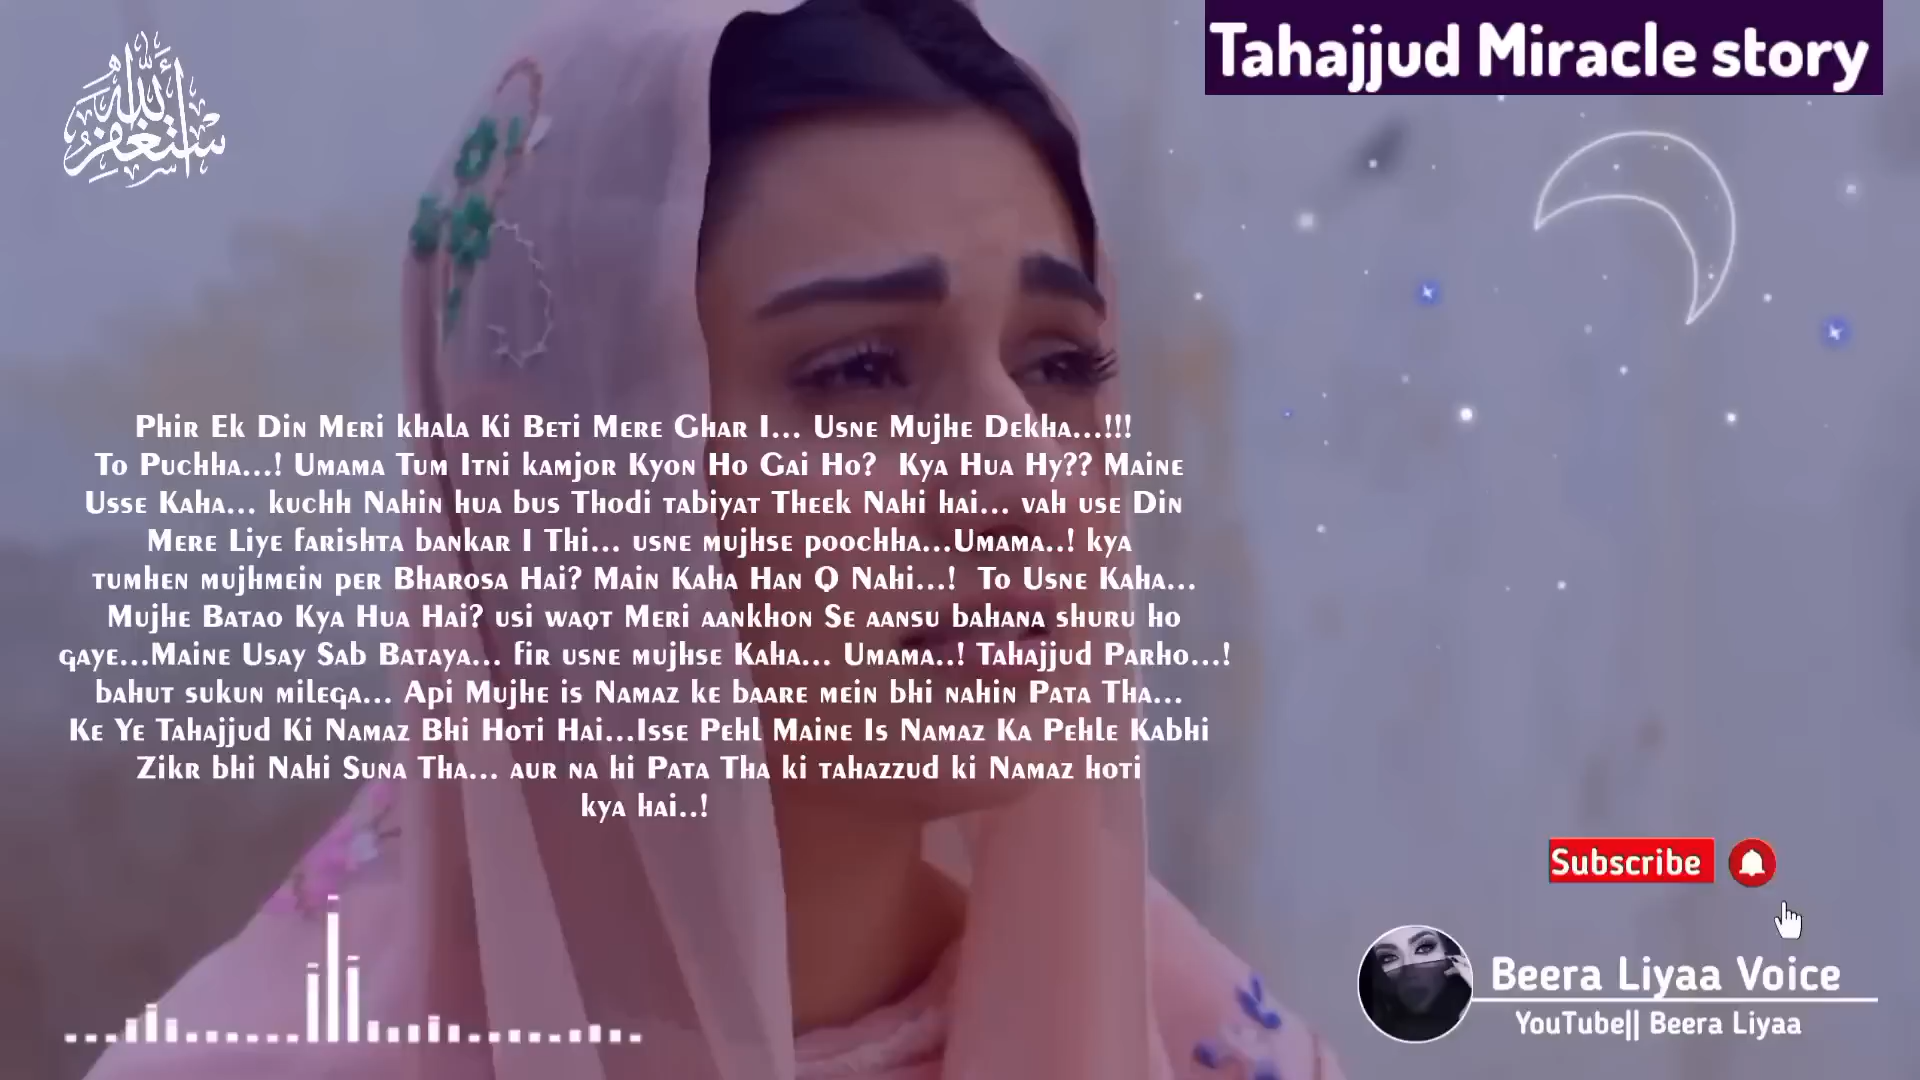 أستغفر الله
Tahajjud Miracle story
Phir Ek Din Meri khala Ki Beti Mere Ghar I... Usne Mujhe Dekha...!!!
To Puchha...! Umama Tum Itni kamjor Kyon Ho Gai Ho? Kya Hua Hy?? Maine
Usse Kaha... kuchh Nahin hua bus Thodi tabiyat Theek Nahi hai... vah use Din
Mere Liye farishta bankar I Thi... usne mujhse poochha...Umama..! kya
tumhen mujhmein per Bharosa Hai? Main Kaha Han Q Nahi...! To Usne Kaha...
Mujhe Batao Kya Hua Hai? usi waqt Meri aankhon Se aansu bahana shuru ho
gaye...Maine Usay Sab Bataya... fir usne mujhse Kaha... Umama..! Tahajjud Parho...!
bahut sukun milega... Api Mujhe is Namaz ke baare mein bhi nahin Pata Tha...
Ke Ye Tahajjud Ki Namaz Bhi Hoti Hai...Isse Pehl Maine Is Namaz Ka Pehle Kabhi
Zikr bhi Nahi Suna Tha... aur na hi Pata Tha ki tahazzud ki Namaz hoti
kya hai..!
Subscribe
Beera Liyaa Voice
YouTube|| Beera Liyaa